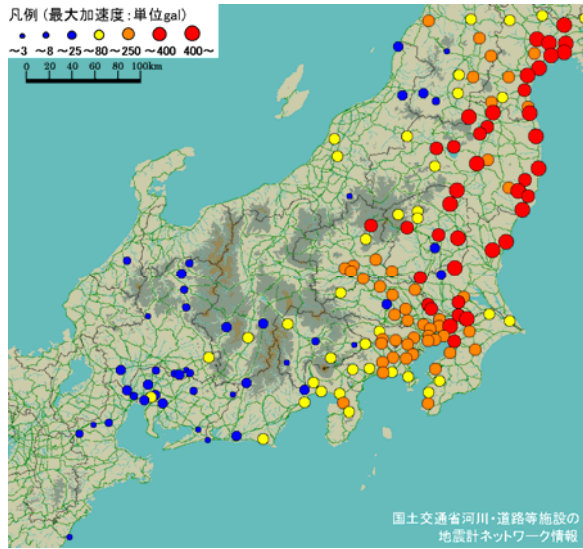 凡例 (最大加速度;単位gal)
～3 ～8 ～25 ～80 ～250 ～400 400～
0 20 40 60 80 100km
国土交通省河川・道路等施設の
地震計ネットワーク情報